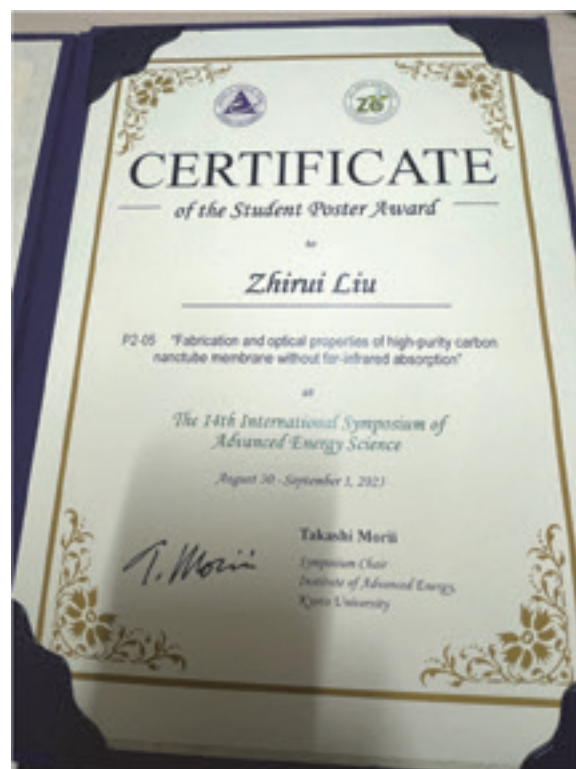 CERTIFICATE
of the Student Poster Award
to
Zhirui Liu
P2-05 "Fabrication and optical properties of high-purity carbon
nanotube membrane without far-infrared absorption"
at
The 14th International Symposium of
Advanced Energy Science
August 30 - September 1, 2023
T. Morii
Takashi Morii
Symposium Chair
Institute of Advanced Energy,
Kyoto University